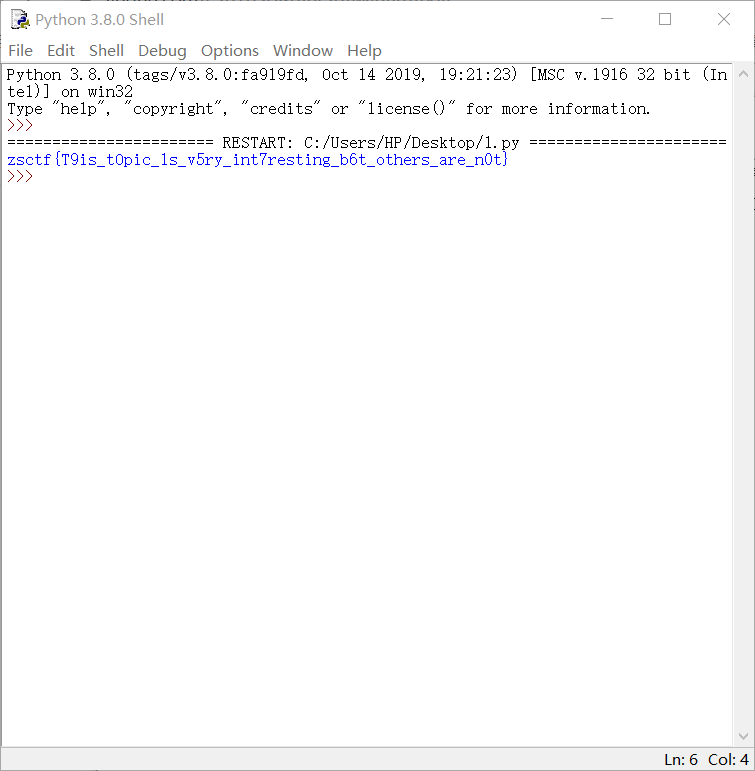 Python 3.8.0 Shell
File Edit Shell Debug Options Window Help
Python 3.8.0 (tags/v3.8.0:fa919fd, Oct 14 2019, 19:21:23) [MSC v.1916 32 bit (In
tel)] on win32
Type "help", "copyright", "credits" or "license()" for more information.
>>>
======================= RESTART: C:/Users/HP/Desktop/1.py ======================
zsctf{T9is_t0pic_1s_v5ry_int7resting_b6t_others_are_n0t}
>>>
Ln: 6 Col: 4